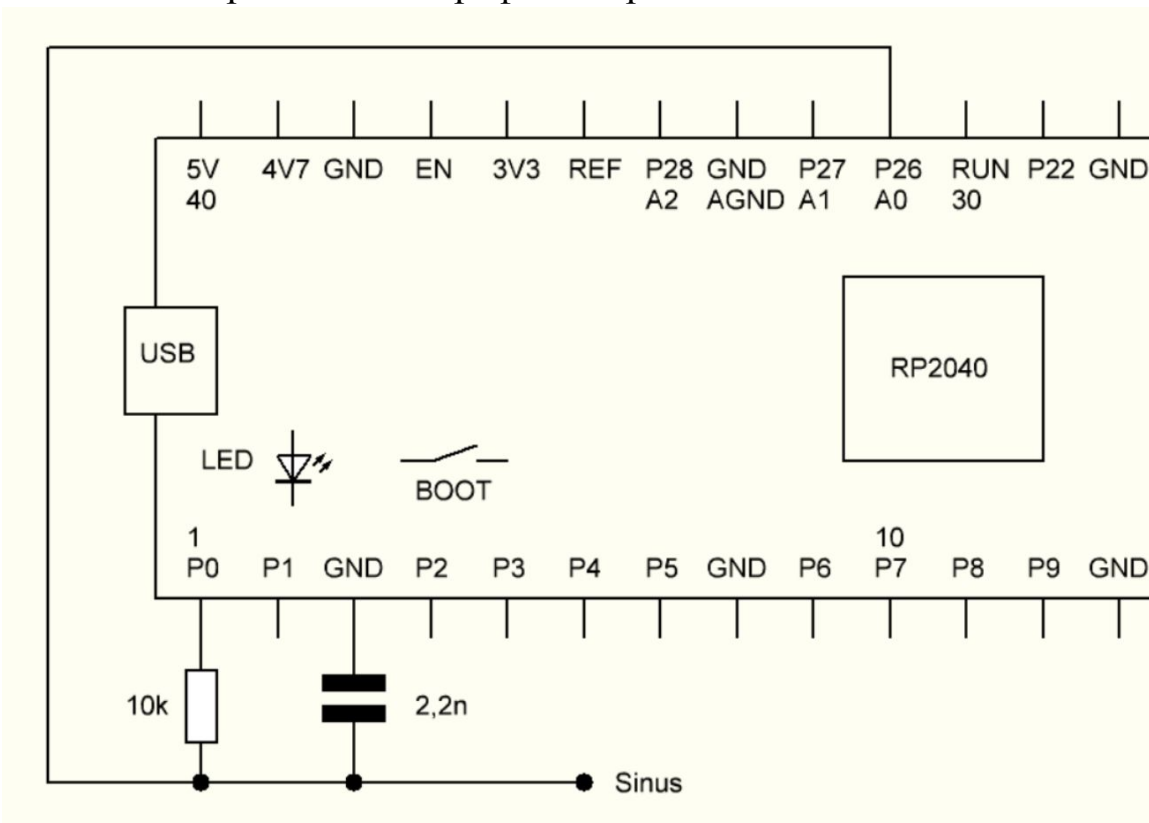 5V 4V7 GND EN 3V3 REF P28 GND P27 P26 RUN P22 GND
40 A2 AGND A1 A0 30
USB
RP2040
LED
BOOT
1 10
P0 P1 GND P2 P3 P4 P5 GND P6 P7 P8 P9 GND
10k 2,2n
Sinus